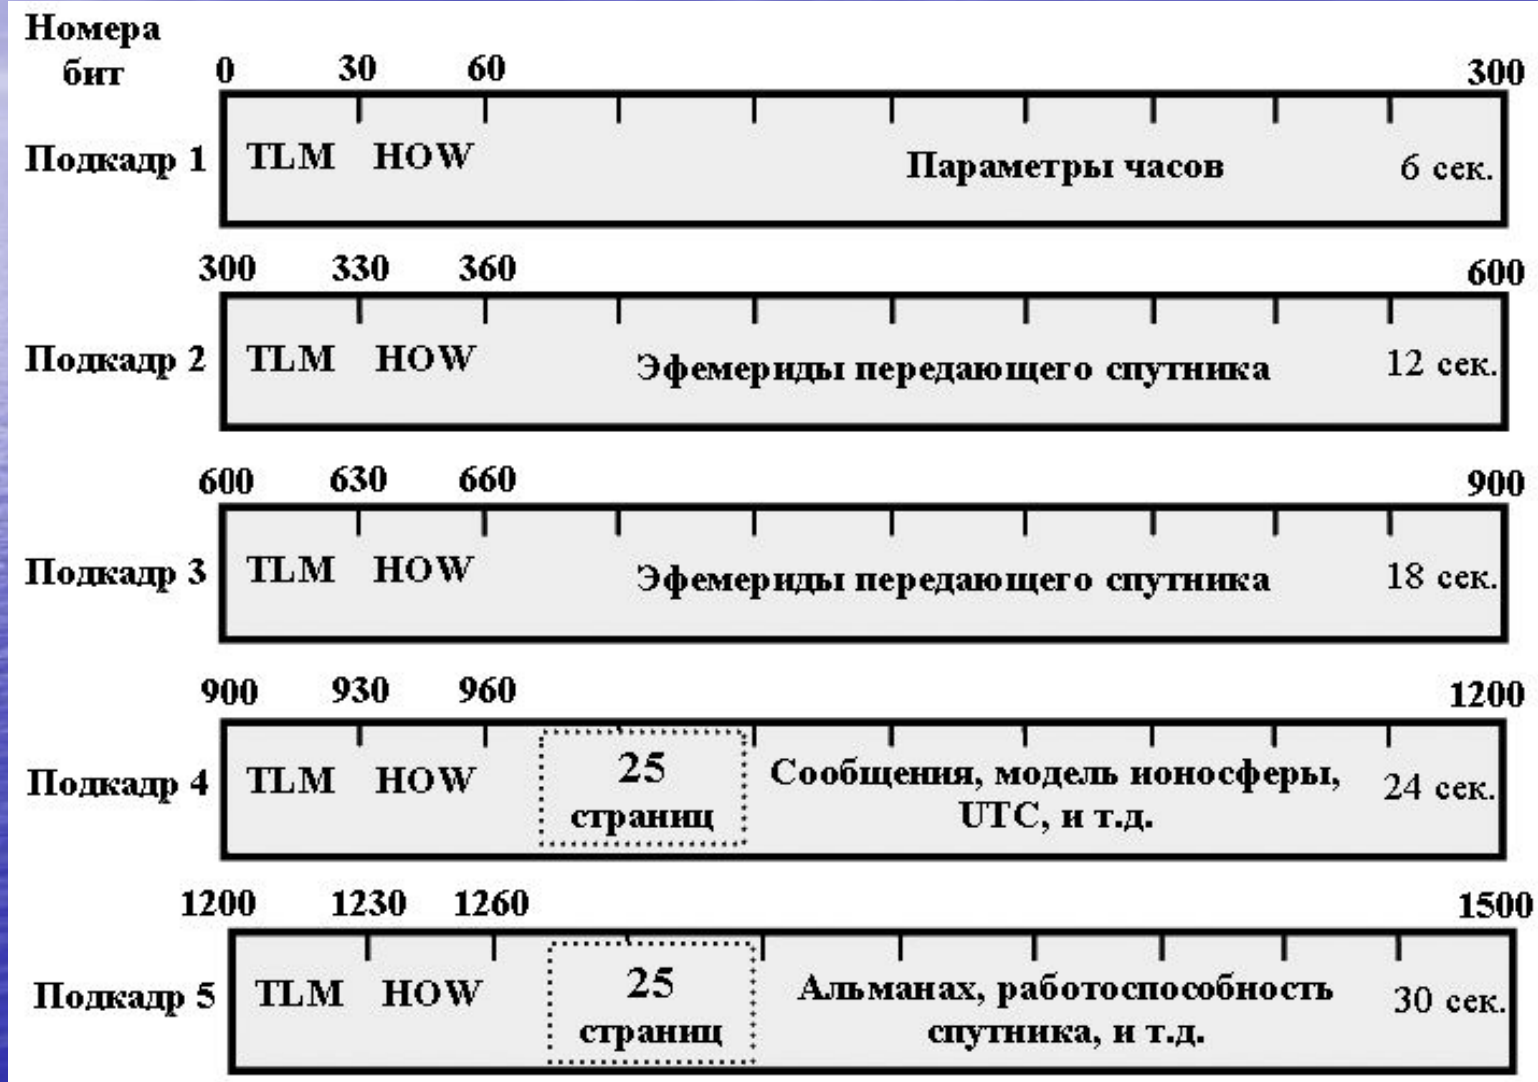 Номера
бит 0 30 60 300
Подкадр 1 TLM HOW Параметры часов 6 сек.
300 330 360 600
Подкадр 2 TLM HOW Эфемериды передающего спутника 12 сек.
600 630 660 900
Подкадр 3 TLM HOW Эфемериды передающего спутника 18 сек.
900 930 960 1200
Подкадр 4 TLM HOW 25 страниц Сообщения, модель ионосферы, 24 сек.
UTC, и т.д.
1200 1230 1260 1500
Подкадр 5 TLM HOW 25 страниц Альманах, работоспособность 30 сек.
спутника, и т.д.